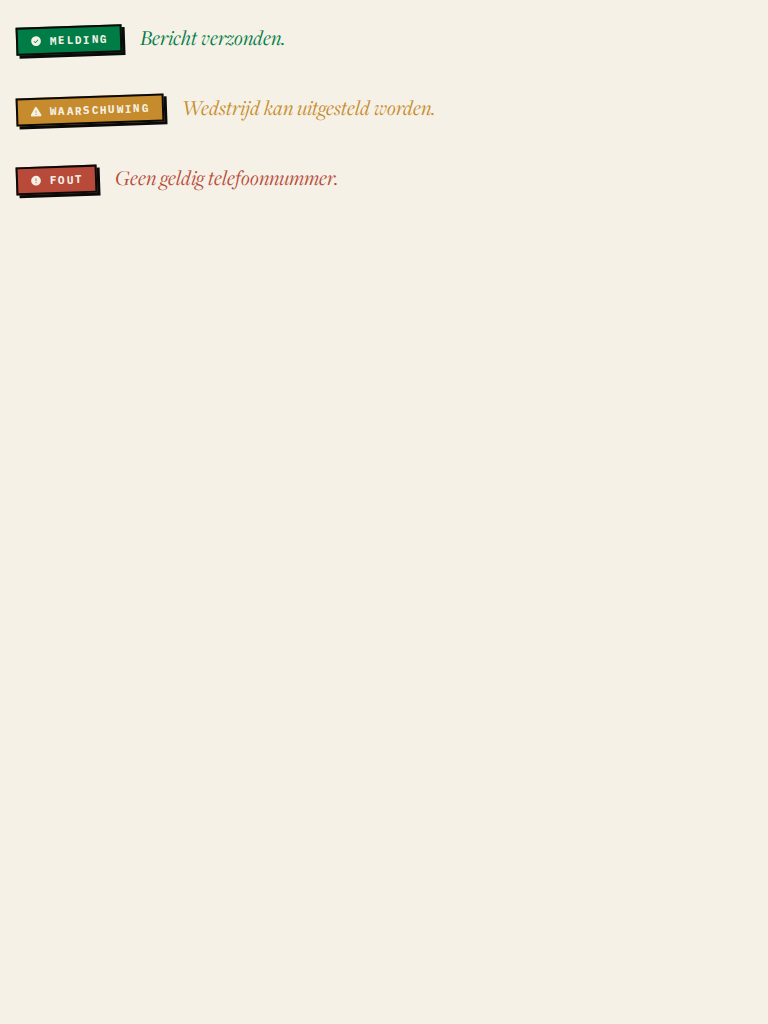 MELDING Bericht verzonden.
WAARSCHUWING Wedstrijd kan uitgesteld worden.
FOUT Geen geldig telefoonnummer.